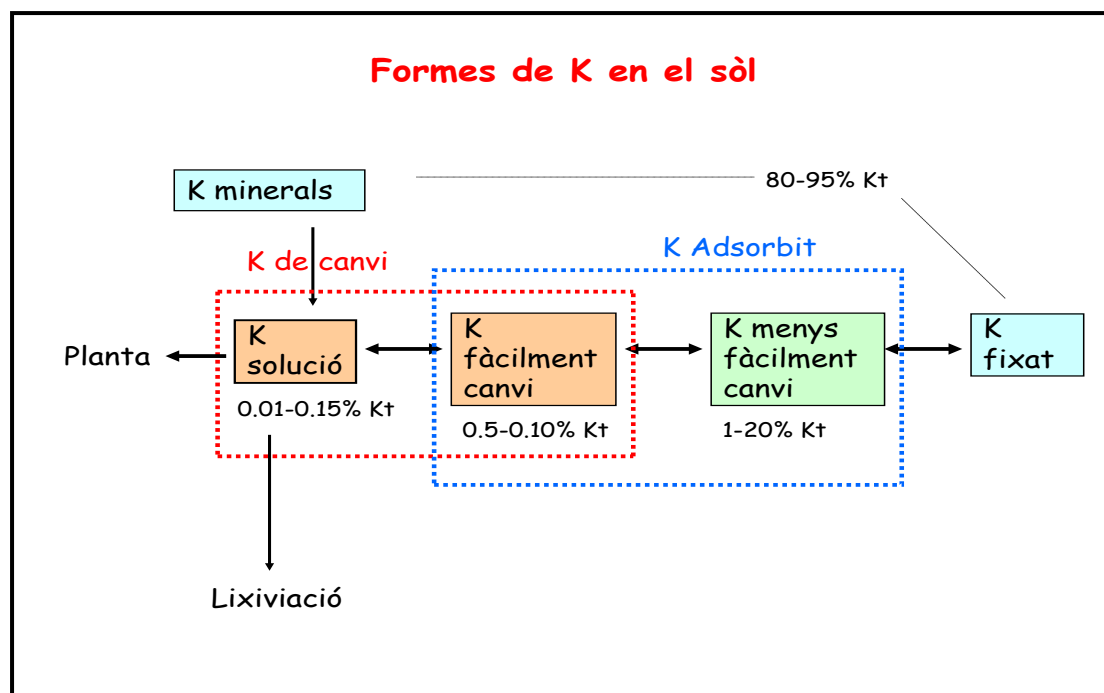 Formes de K en el sòl
K minerals
80-95% Kt
K de canvi
K Adsorbit
Planta
K
solució
K
fàcilment
canvi
K menys
fàcilment
canvi
K
fixat
0.01-0.15% Kt
0.5-0.10% Kt
1-20% Kt
Lixiviació